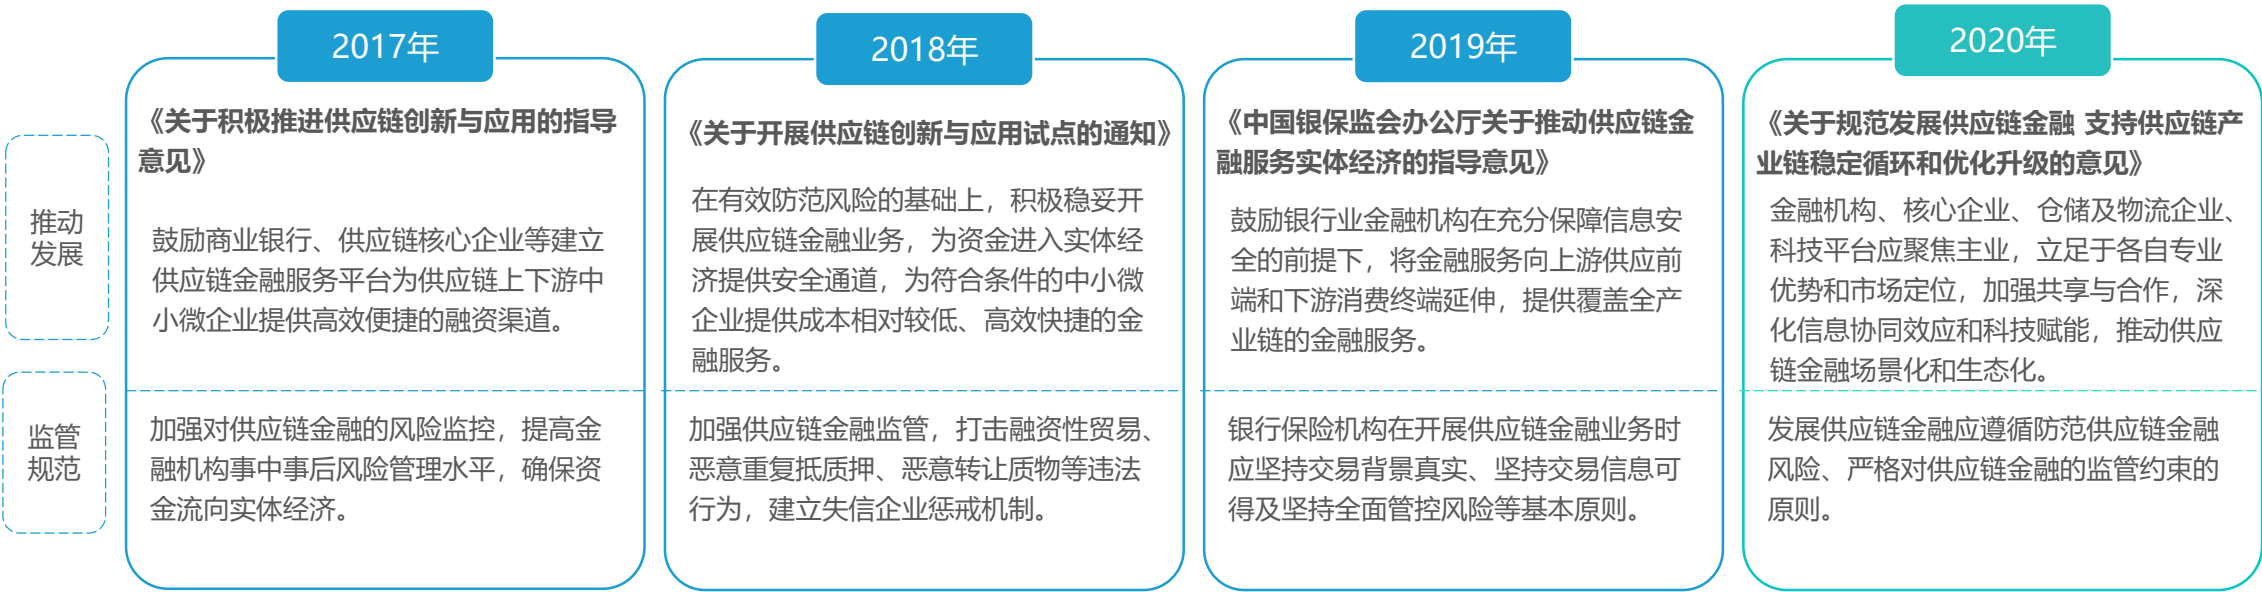 2017年
《关于积极推进供应链创新与应用的指导
意见》
2018年
《关于开展供应链创新与应用试点的通知》
2019年
《中国银保监会办公厅关于推动供应链金
融服务实体经济的指导意见》
2020年
《关于规范发展供应链金融 支持供应链产
业链稳定循环和优化升级的意见》
推动
发展
鼓励商业银行、供应链核心企业等建立
供应链金融服务平台为供应链上下游中
小微企业提供高效便捷的融资渠道。
在有效防范风险的基础上，积极稳妥开
展供应链金融业务，为资金进入实体经
济提供安全通道，为符合条件的中小微
企业提供成本相对较低、高效快捷的金
融服务。
鼓励银行业金融机构在充分保障信息安
全的前提下，将金融服务向上游供应前
端和下游消费终端延伸，提供覆盖全产
业链的金融服务。
金融机构、核心企业、仓储及物流企业、
科技平台应聚焦主业，立足于各自专业
优势和市场定位，加强共享与合作，深
化信息协同效应和科技赋能，推动供应
链金融场景化和生态化。
监管
规范
加强对供应链金融的风险监控，提高金
融机构事中事后风险管理水平，确保资
金流向实体经济。
加强供应链金融监管，打击融资性贸易、
恶意重复抵质押、恶意转让质物等违法
行为，建立失信企业惩戒机制。
银行保险机构在开展供应链金融业务时
应坚持交易背景真实、坚持交易信息可
得及坚持全面管控风险等基本原则。
发展供应链金融应遵循防范供应链金融
风险、严格对供应链金融的监管约束的
原则。